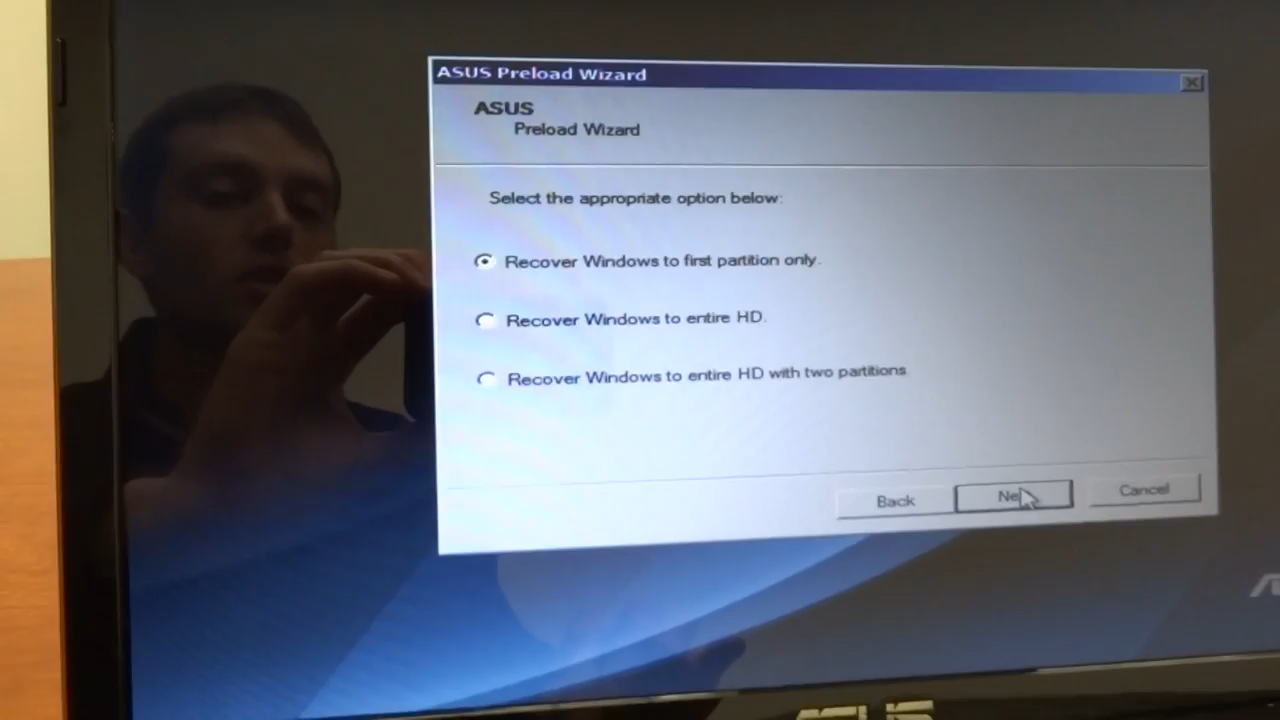 ASUS Preload Wizard
ASUS
Preload Wizard
Select the appropriate option below:
Recover Windows to first partition only.
Recover Windows to entire HD.
Recover Windows to entire HD with two partitions
Back
Cancel